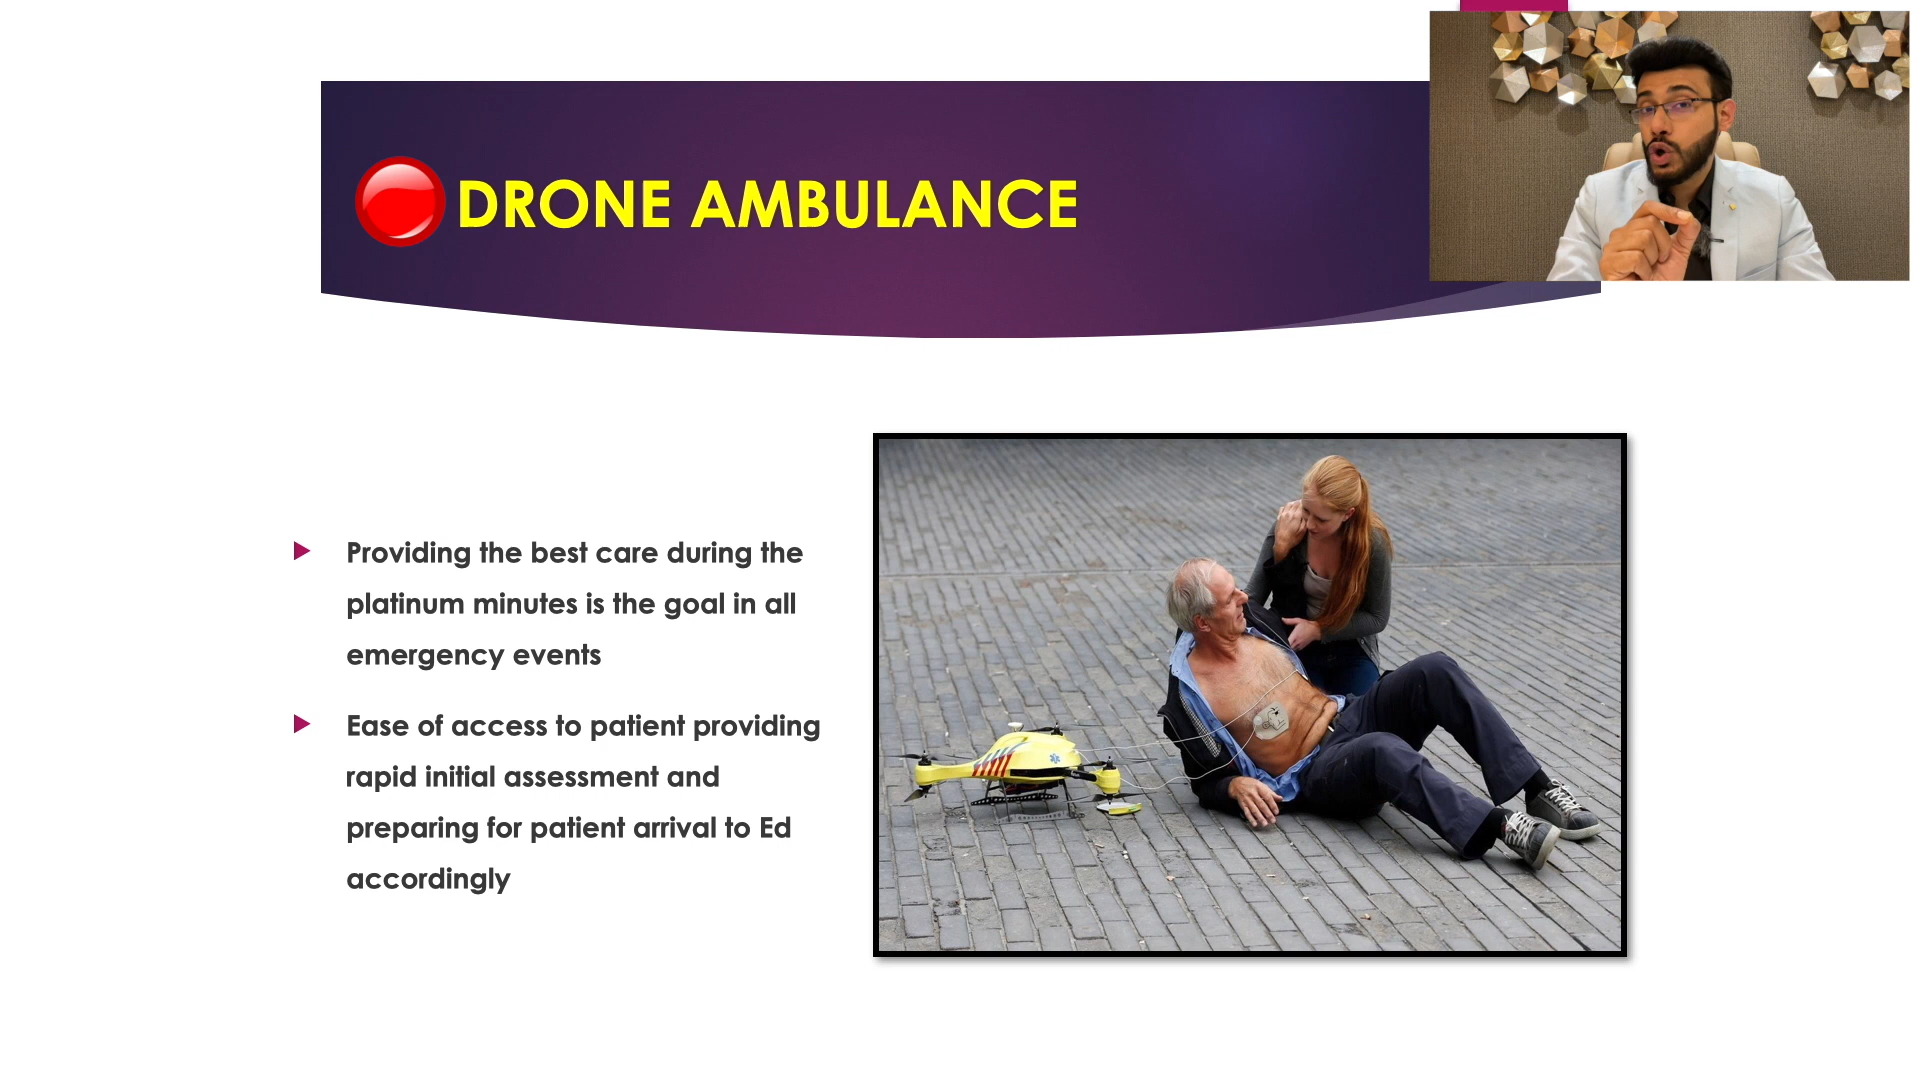 DRONE AMBULANCE
Providing the best care during the
platinum minutes is the goal in all
emergency events
Ease of access to patient providing
rapid initial assessment and
preparing for patient arrival to Ed
accordingly